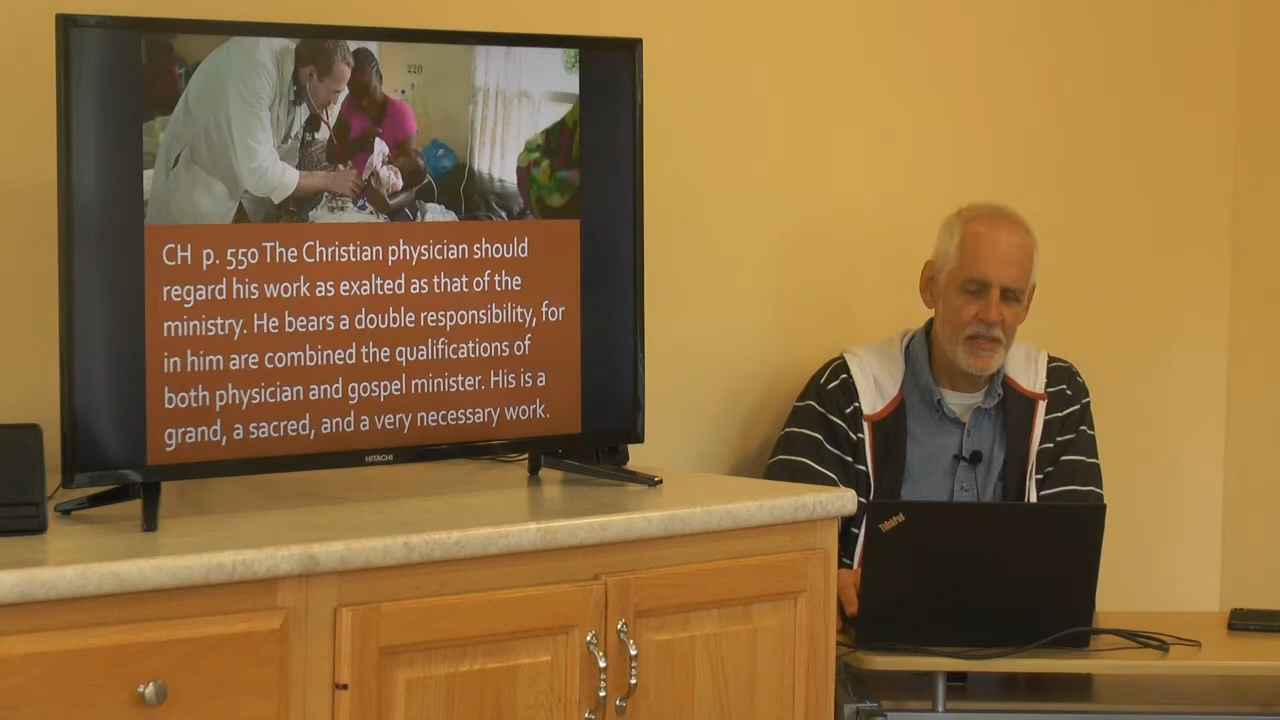 220
CH p. 550 The Christian physician should
regard his work as exalted as that of the
ministry. He bears a double responsibility, for
in him are combined the qualifications of
both physician and gospel minister. His is a
grand, a sacred, and a very necessary work.
HITACHI
ThinkPad